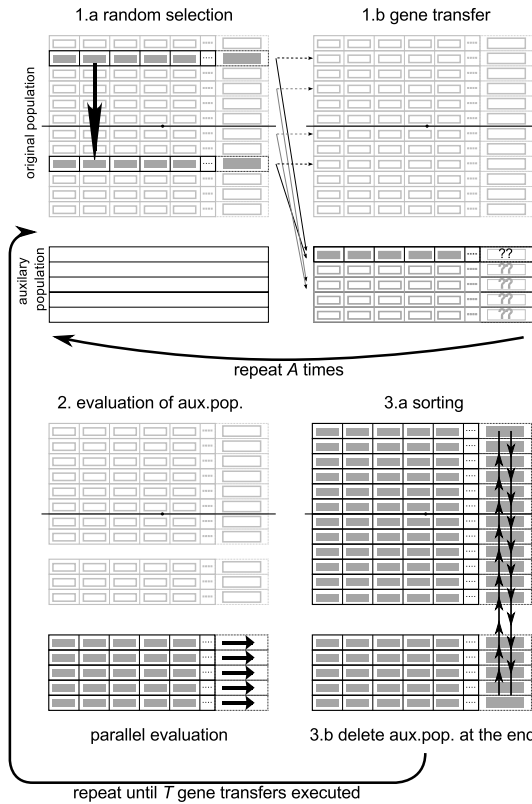 1.a random selection
1.b gene transfer
original population
auxilary
population
??
??
??
??
??
repeat A times
2. evaluation of aux.pop.
3.a sorting
parallel evaluation
3.b delete aux.pop. at the end
repeat until T gene transfers executed